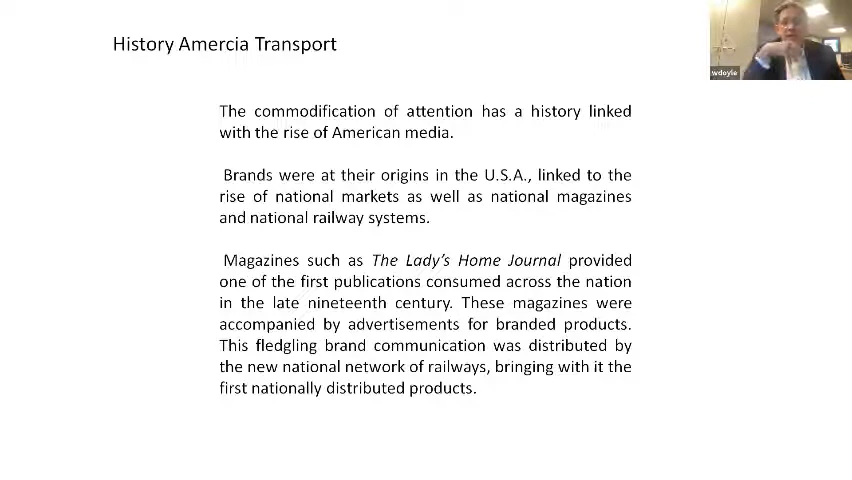 History Amercia Transport
wdoyle
The commodification of attention has a history linked
with the rise of American media.
Brands were at their origins in the U.S.A., linked to the
rise of national markets as well as national magazines
and national railway systems.
Magazines such as The Lady's Home Journal provided
one of the first publications consumed across the nation
in the late nineteenth century. These magazines were
accompanied by advertisements for branded products.
This fledgling brand communication was distributed by
the new national network of railways, bringing with it the
first nationally distributed products.